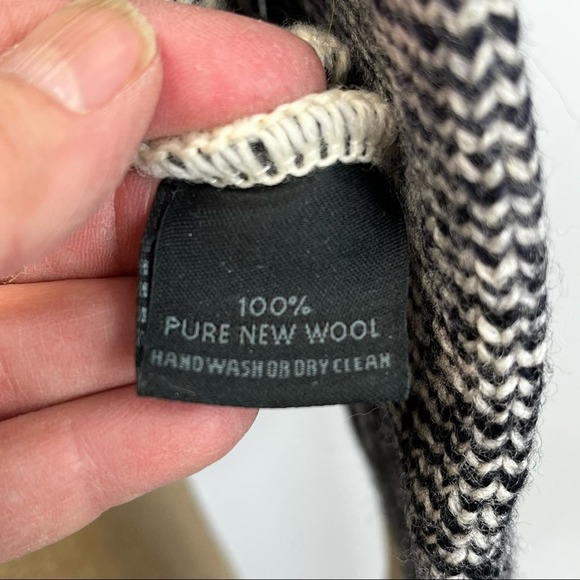 100%
PURE NEW WOOL
HAND WASH OR DRY CLEAN